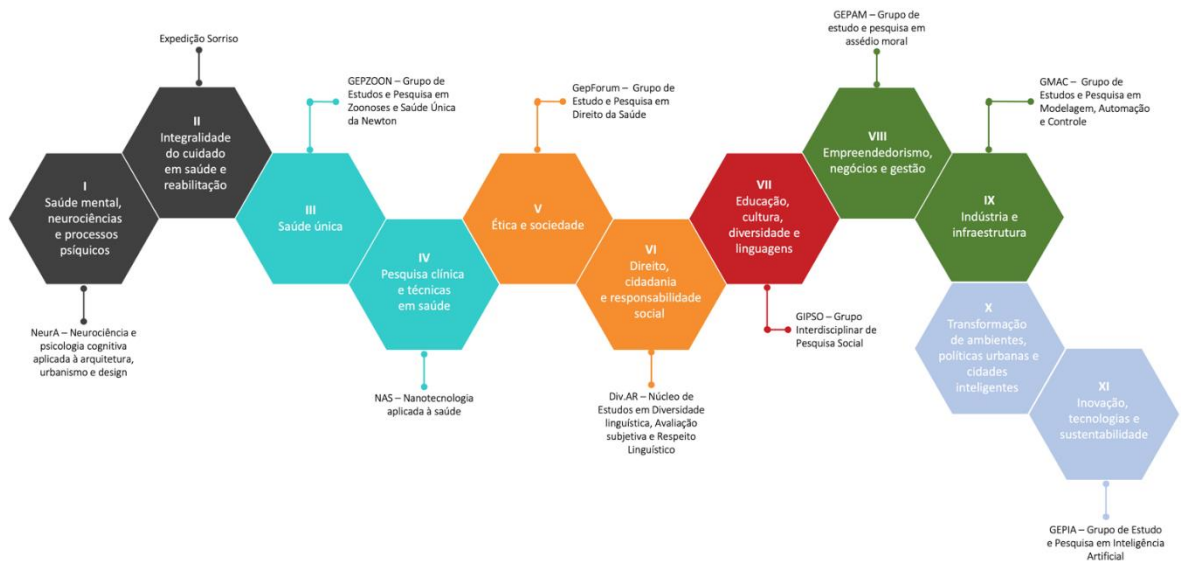 Expedição Sorriso
II
Integralidade
do cuidado
em saúde e
reabilitação
I
Saúde mental,
neurociências
e processos
psíquicos
NeurA – Neurociência e
psicologia cognitiva
aplicada à arquitetura,
urbanismo e design
GEPZOON – Grupo de
Estudos e Pesquisa em
Zoonoses e Saúde Única
da Newton
III
Saúde única
IV
Pesquisa clínica
e técnicas
em saúde
NAS – Nanotecnologia
aplicada à saúde
GepForum – Grupo de
Estudo e Pesquisa em
Direito da Saúde
V
Ética e sociedade
VI
Direito,
cidadania
e responsabilidade
social
Div.AR – Núcleo de
Estudos em Diversidade
linguística, Avaliação
subjetiva e Respeito
Linguístico
VII
Educação,
cultura,
diversidade e
linguagens
GIPSO – Grupo
Interdisciplinar de
Pesquisa Social
GEPAM – Grupo de
estudo e pesquisa em
assédio moral
VIII
Empreendedorismo,
negócios e gestão
GMAC – Grupo de
Estudos e Pesquisa em
Modelagem, Automação
e Controle
IX
Indústria e
infraestrutura
X
Transformação
de ambientes,
políticas urbanas e
cidades
inteligentes
XI
Inovação,
tecnologias e
sustentabilidade
GEPIA – Grupo de Estudo
e Pesquisa em Inteligência
Artificial